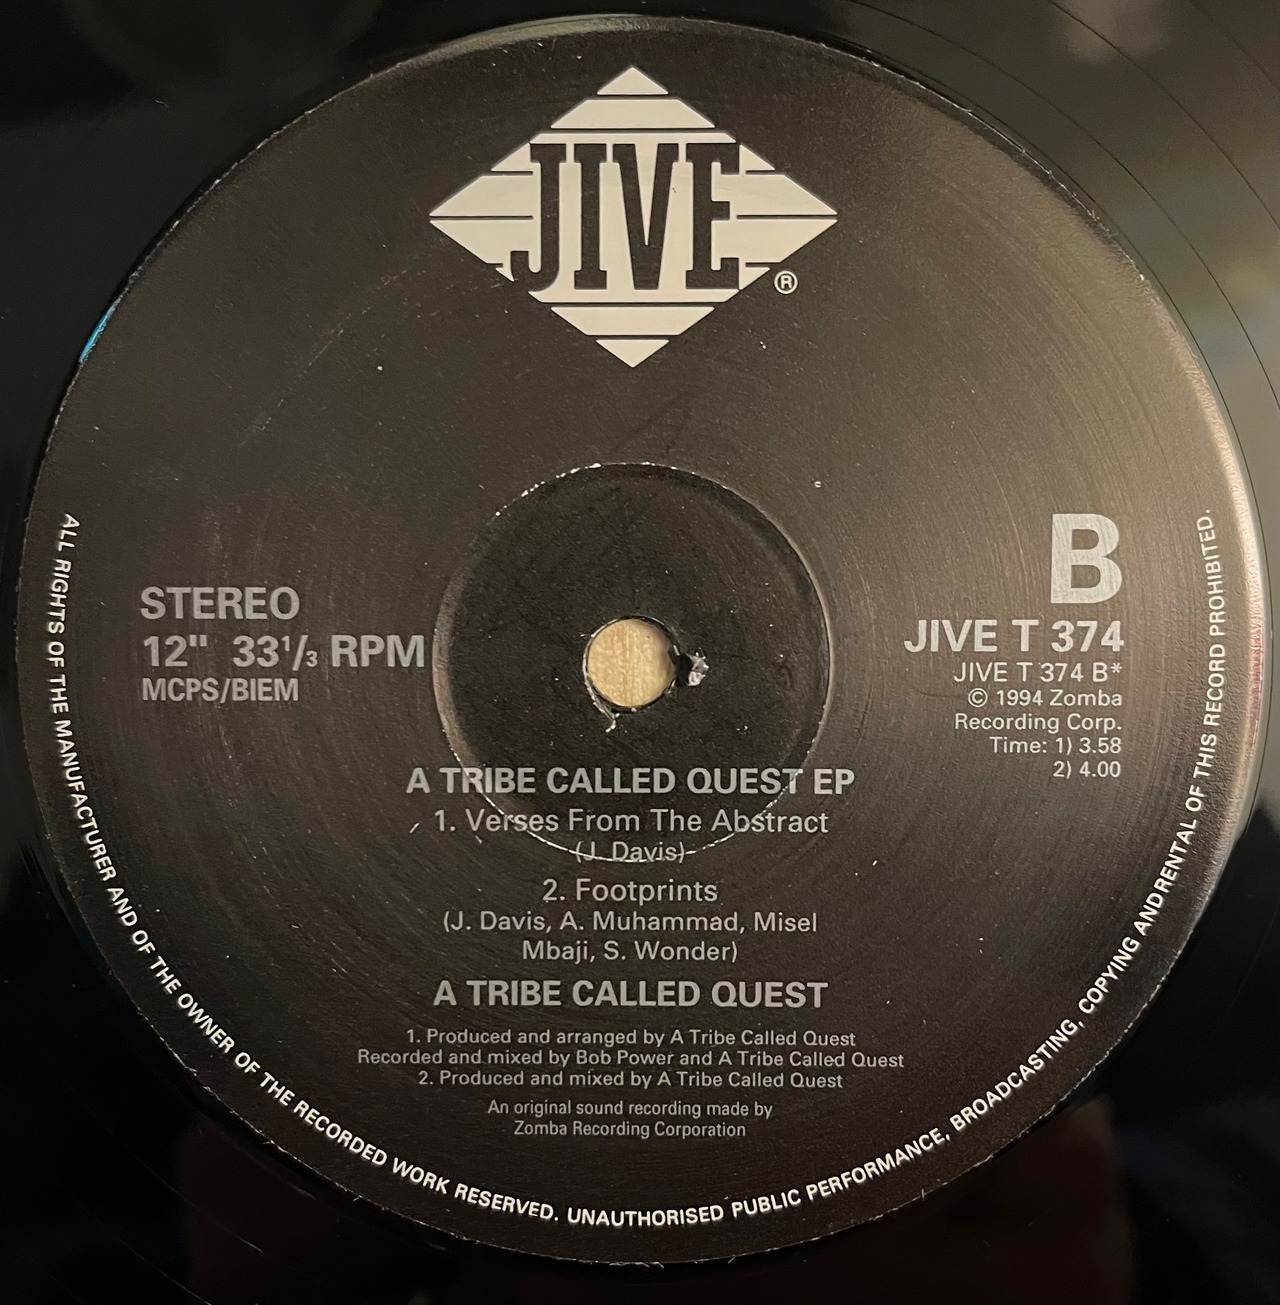 JIVE
®
STEREO
12" 33¹/₃ RPM
MCPS/BIEM
B
JIVE T 374
JIVE T 374 B*
© 1994 Zomba
Recording Corp.
Time: 1) 3.58
2) 4.00
A TRIBE CALLED QUEST EP
1. Verses From The Abstract
(J. Davis)
2. Footprints
(J. Davis, A. Muhammad, Misel
Mbaji, S. Wonder)
A TRIBE CALLED QUEST
1. Produced and arranged by A Tribe Called Quest
Recorded and mixed by Bob Power and A Tribe Called Quest
2. Produced and mixed by A Tribe Called Quest
An original sound recording made by
Zomba Recording Corporation
ALL RIGHTS OF THE MANUFACTURER AND OF THE OWNER OF THE RECORDED WORK RESERVED. UNAUTHORISED PUBLIC PERFORMANCE, BROADCASTING, COPYING AND RENTAL OF THIS RECORD PROHIBITED.